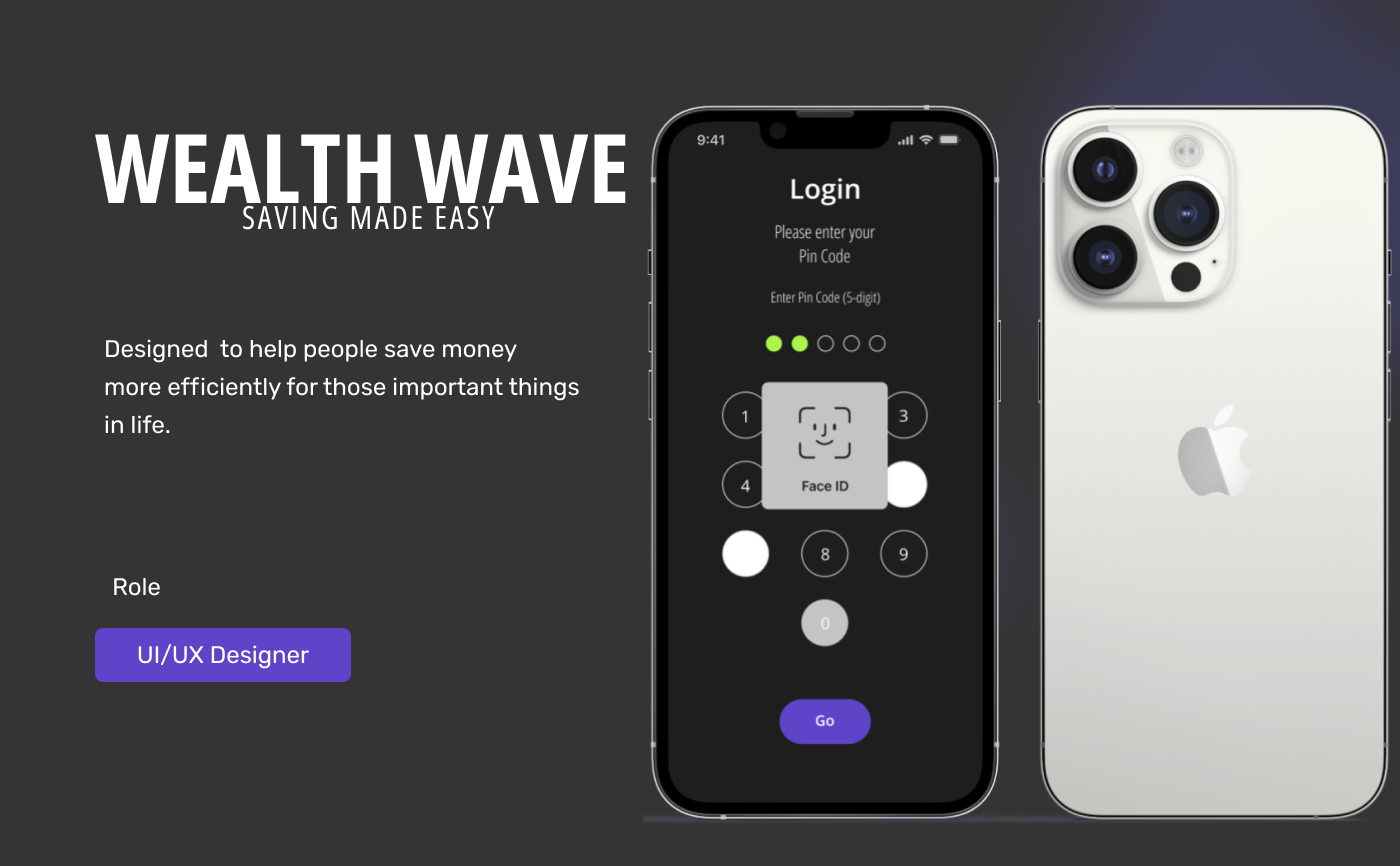 WEALTH WAVE
SAVING MADE EASY
Designed  to help people save money
more efficiently for those important things
in life.
Role
UI/UX Designer
9:41
Login
Please enter your
Pin Code
Enter Pin Code (5-digit)
1
3
4
Face ID
8
9
0
Go